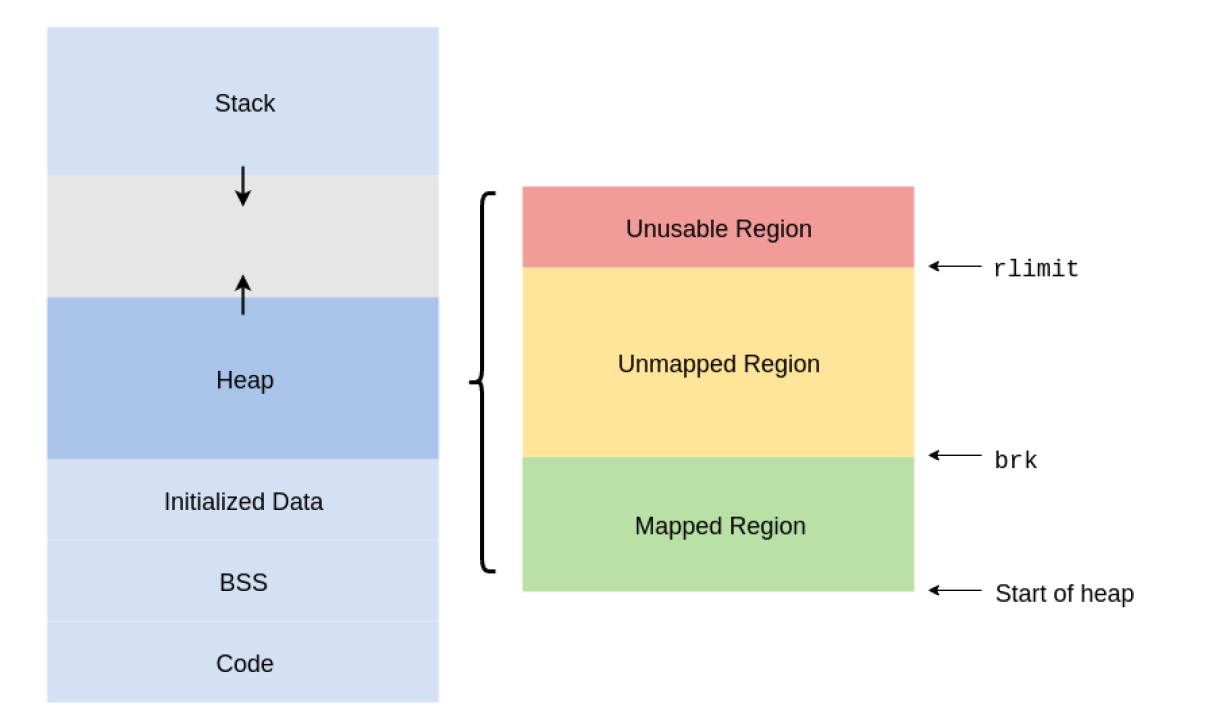 Stack
Heap
Initialized Data
BSS
Code
Unusable Region
rlimit
Unmapped Region
brk
Mapped Region
Start of heap